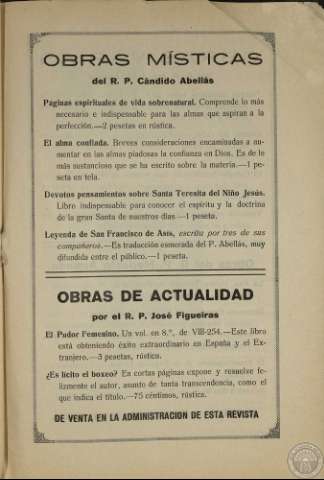 OBRAS MÍSTICAS
del R. P. Cándido Abellás
Páginas espirituales de vida sobrenatural. Comprende lo más
necesario e indispensable para las almas que aspiran a la
perfección.—2 pesetas en rústica.
El alma confiada. Breves consideraciones encaminadas a au-
mentar en las almas piadosas la confianza en Dios. Es de lo
más sustancioso que se ha escrito sobre la materia.—1 pe-
seta en tela.
Devotos pensamientos sobre Santa Teresita del Niño Jesús.
Libro indispensable para conocer el espíritu y la doctrina
de la gran Santa de nuestros días.—1 peseta.
Leyenda de San Francisco de Asís, escrita por tres de sus
compañeros.—Es traducción esmerada del P. Abellás, muy
difundida entre el público.—1 peseta.
OBRAS DE ACTUALIDAD
por el R. P. José Figueiras
El Pudor Femenino. Un vol. en 8.º, de VIII-254.—Este libro
está obteniendo éxito extraordinario en España y el Ex-
tranjero.—3 pesetas, rústica.
¿Es lícito el boxeo? En cortas páginas expone y resuelve fe-
lizmente el autor, asunto de tanta transcendencia, como el
que indica el título.—75 céntimos, rústica.
DE VENTA EN LA ADMINISTRACION DE ESTA REVISTA